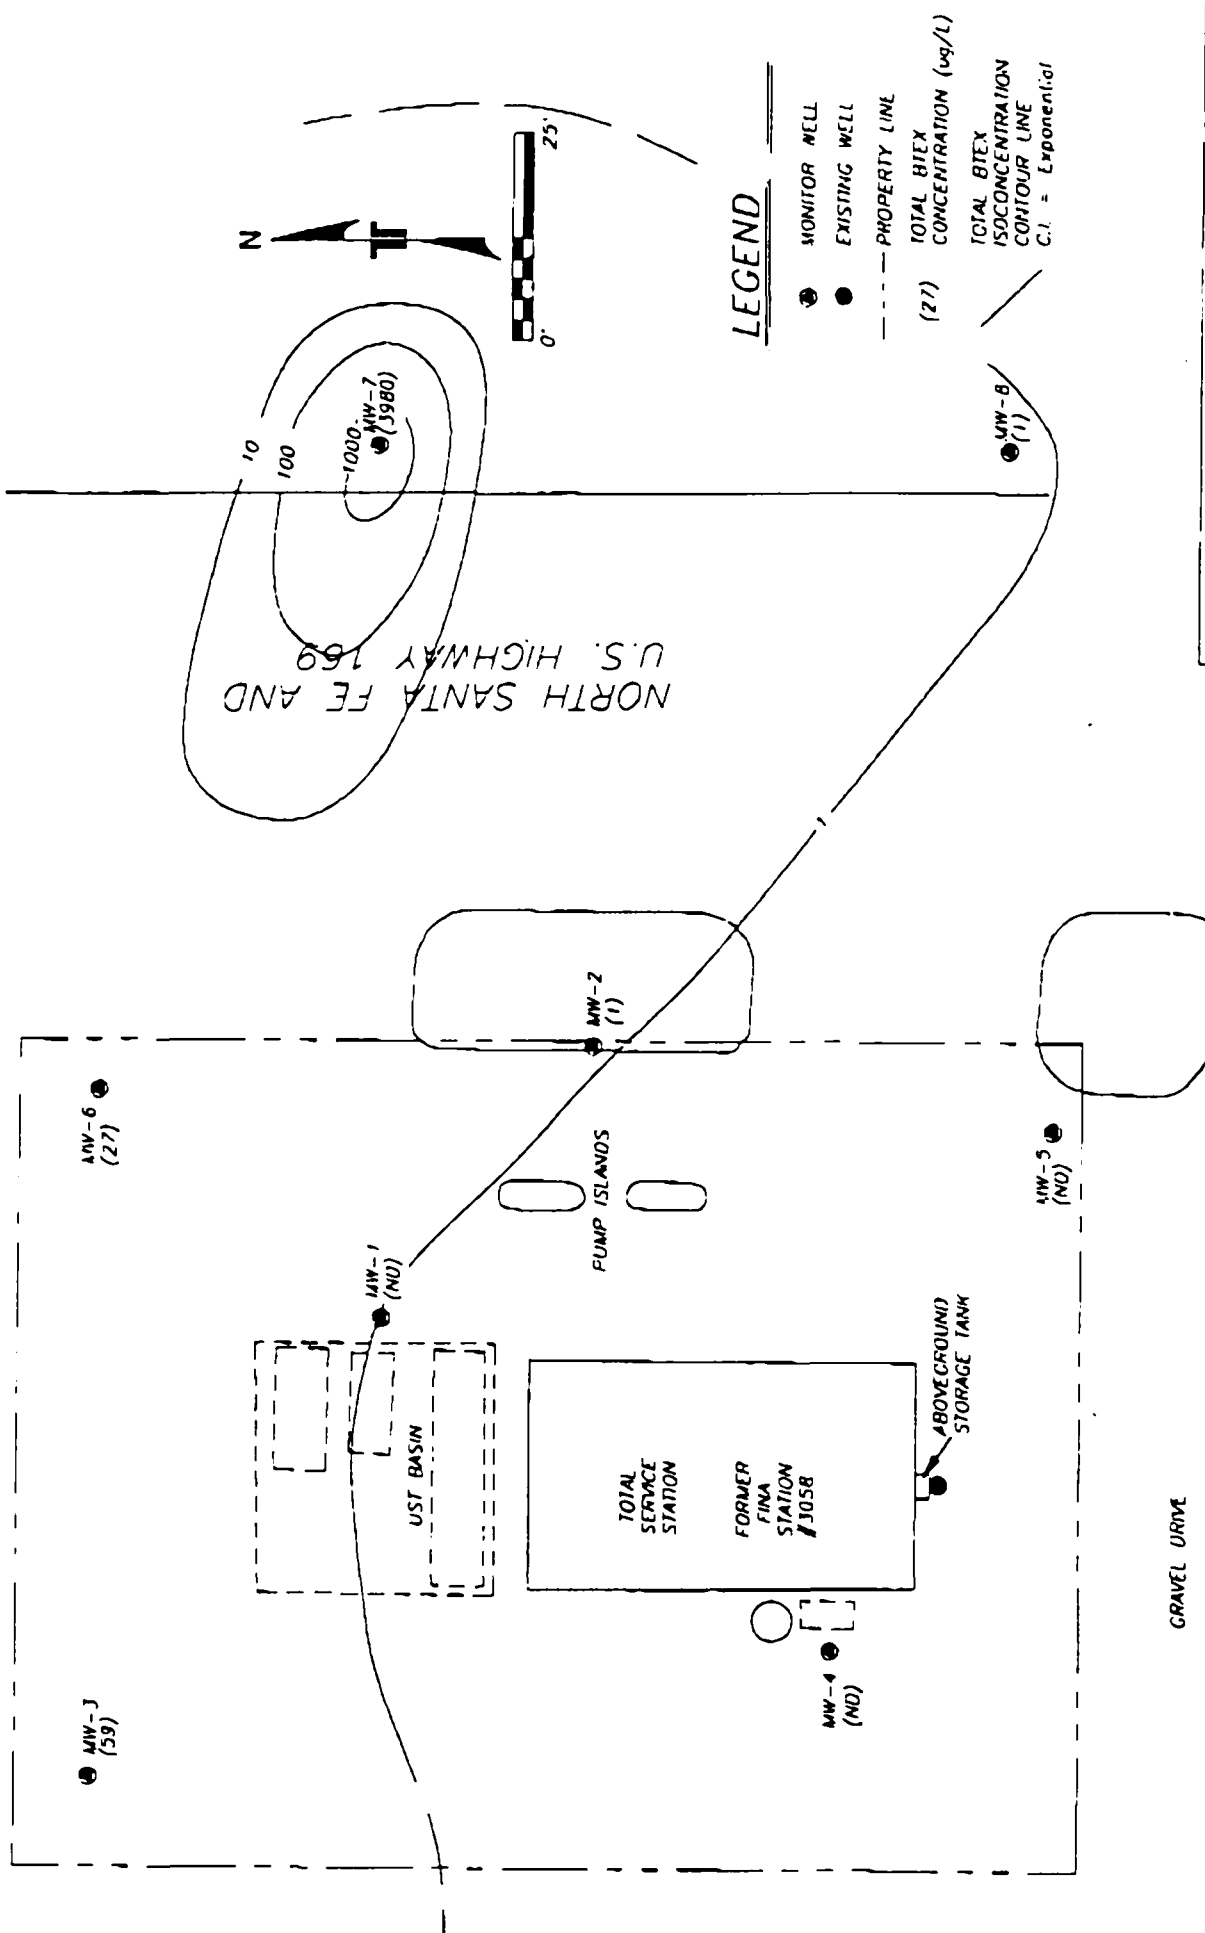 N
0'
25'
10
100
1000
MW-7
(3980)
NORTH SANTA FE AND
U.S. HIGHWAY 169
LEGEND
MONITOR WELL
EXISTING WELL
PROPERTY LINE
(27)
TOTAL BTEX
CONCENTRATION (ug/L)
TOTAL BTEX
ISOCONCENTRATION
CONTOUR LINE
C.I. = Exponential
MW-8
(1)
1
MW-6
(27)
MW-2
(1)
MW-1
(ND)
PUMP ISLANDS
MW-5
(ND)
UST BASIN
TOTAL
SERVICE
STATION
FORMER
FINA
STATION
#3058
ABOVEGROUND
STORAGE TANK
MW-3
(59)
MW-4
(ND)
GRAVEL DRIVE